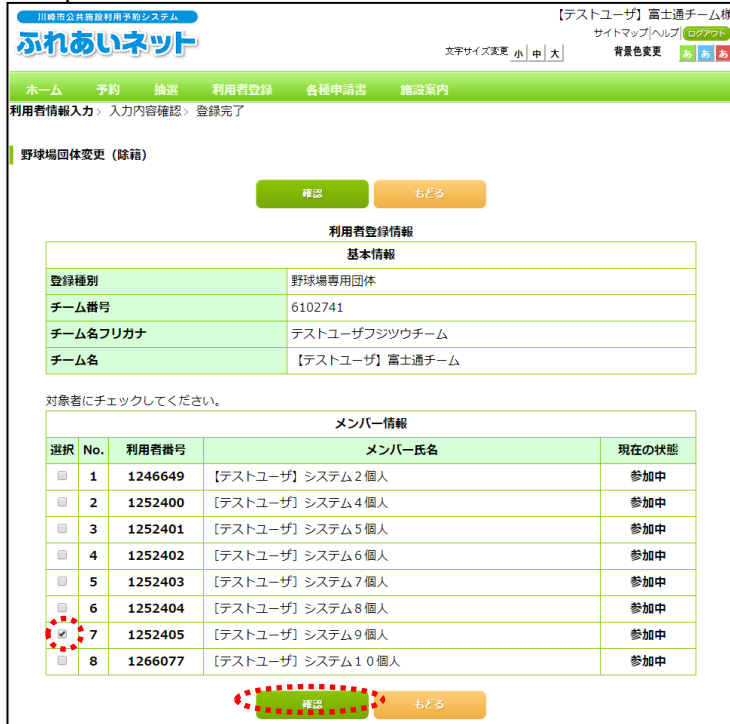 川崎市公共施設利用予約システム
ふれあいネット
【テストユーザ】富士通チーム様
サイトマップ|ヘルプ|ログアウト
文字サイズ変更 小 中 大 背景色変更 あ あ あ
ホーム 予約 抽選 利用者登録 各種申請書 施設案内
利用者情報入力> 入力内容確認> 登録完了
野球場団体変更（除籍）
確認 もどる
利用者登録情報
基本情報
登録種別 野球場専用団体
チーム番号 6102741
チーム名フリガナ テストユーザフジツウチーム
チーム名 【テストユーザ】富士通チーム
対象者にチェックしてください。
メンバー情報
選択 No. 利用者番号 メンバー氏名 現在の状態
1 1246649 【テストユーザ】システム２個人 参加中
2 1252400 ［テストユーザ］システム４個人 参加中
3 1252401 ［テストユーザ］システム５個人 参加中
4 1252402 ［テストユーザ］システム６個人 参加中
5 1252403 ［テストユーザ］システム７個人 参加中
6 1252404 ［テストユーザ］システム８個人 参加中
7 1252405 ［テストユーザ］システム９個人 参加中
8 1266077 ［テストユーザ］システム１０個人 参加中
確認 もどる